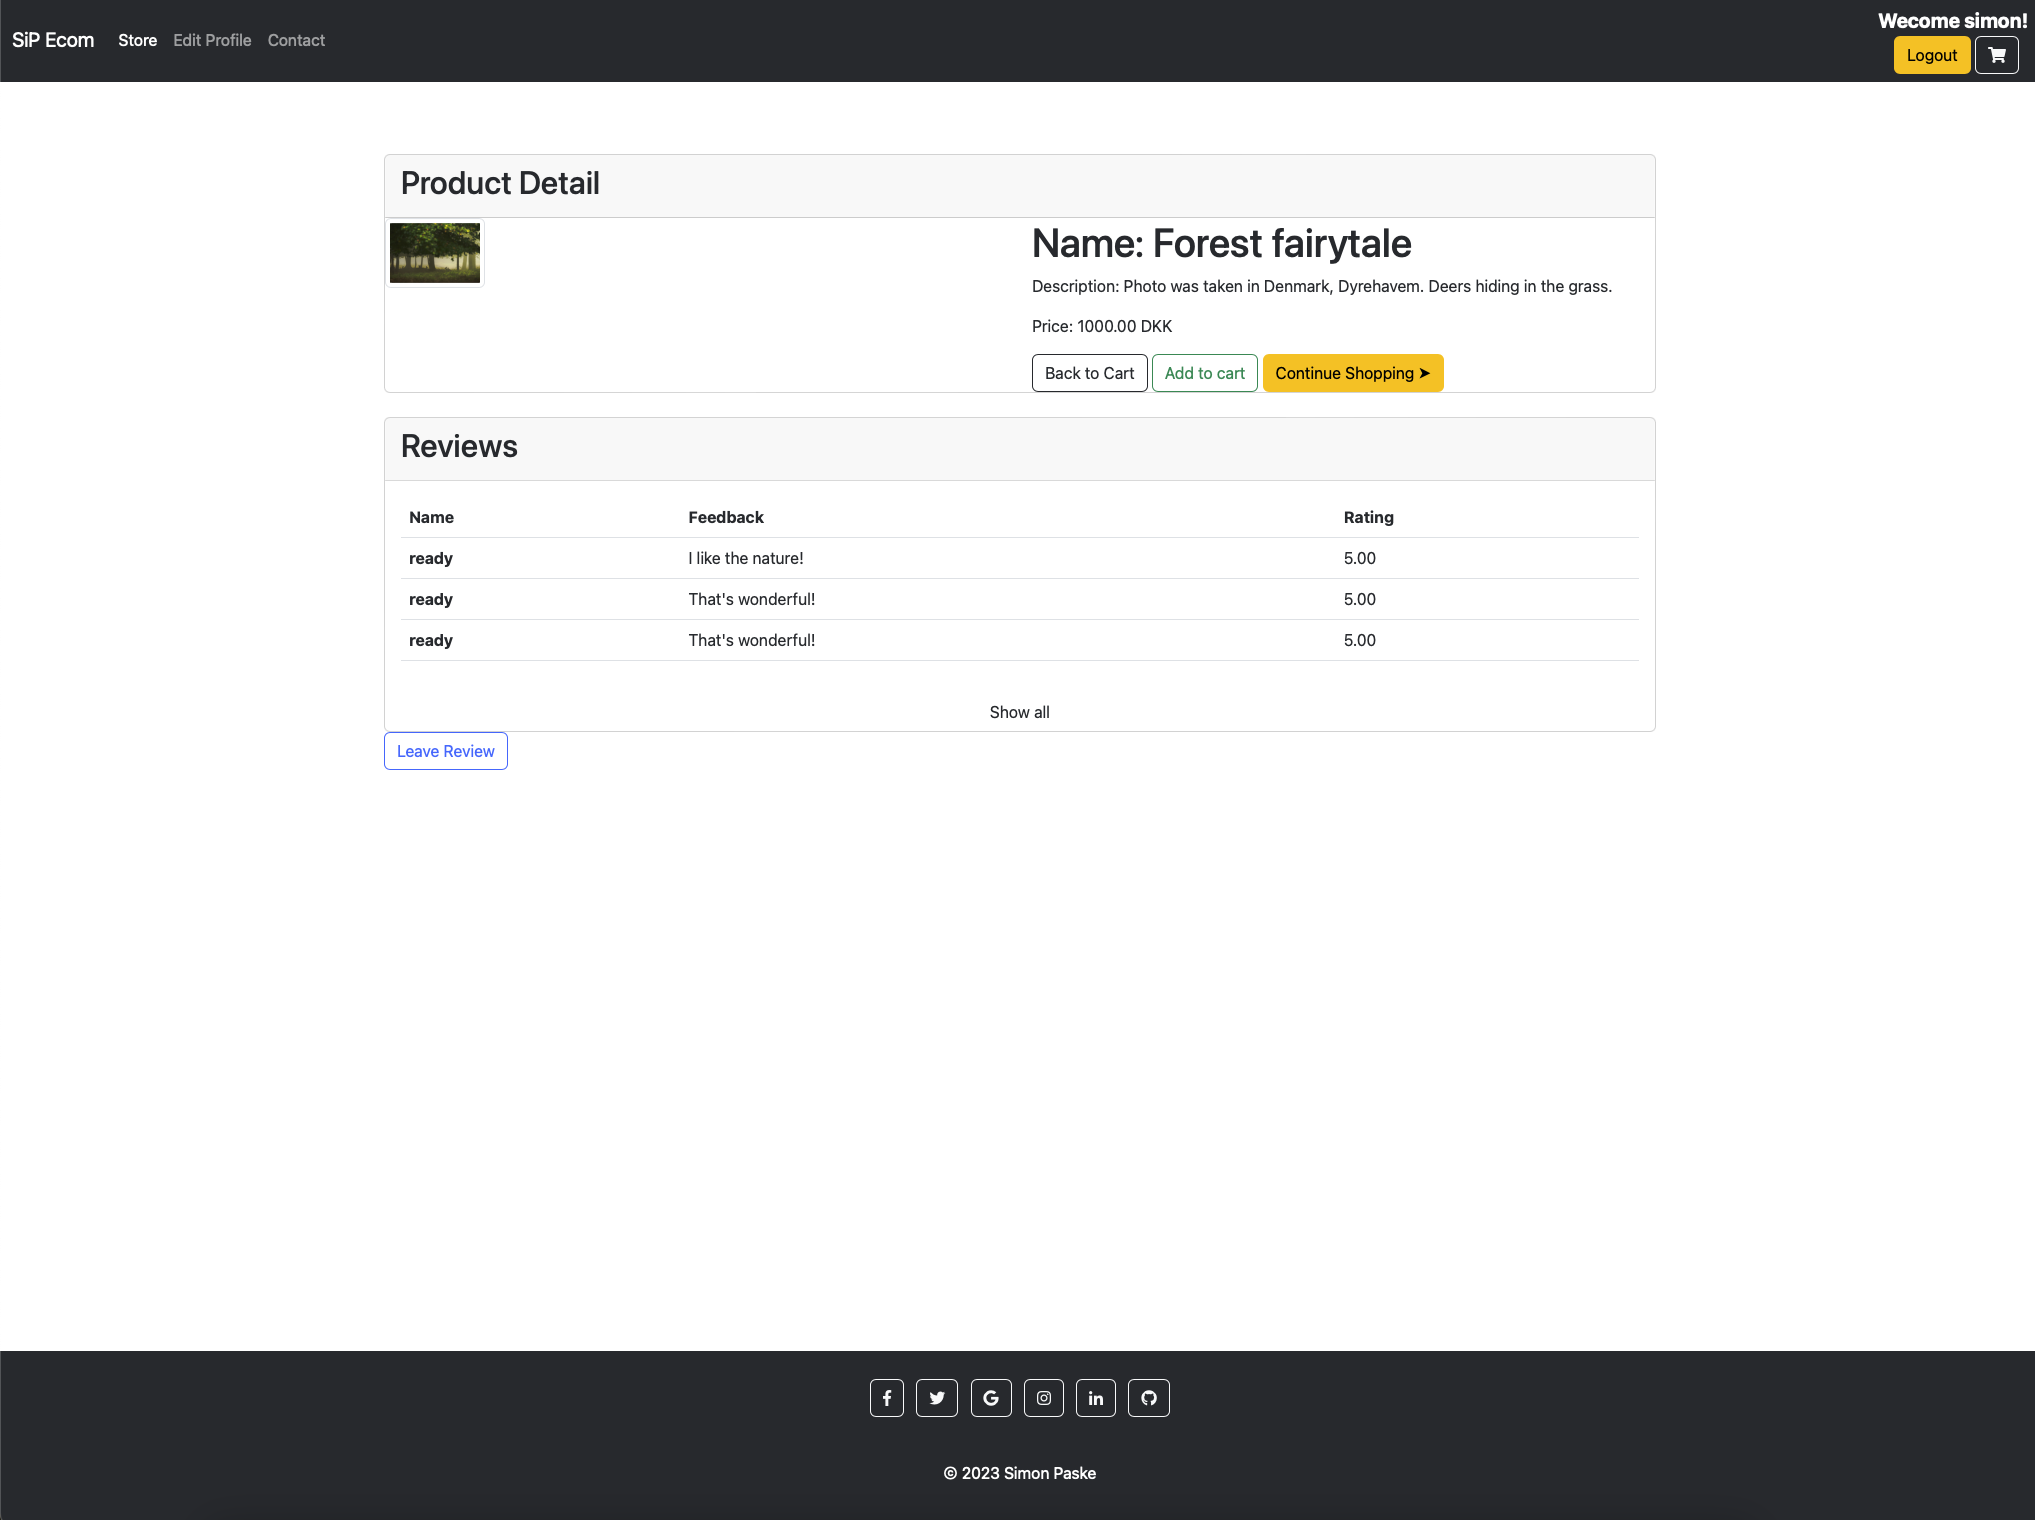 SiP Ecom Store Edit Profile Contact
Wecome simon!
Logout
Product Detail
Name: Forest fairytale
Description: Photo was taken in Denmark, Dyrehavem. Deers hiding in the grass.
Price: 1000.00 DKK
Back to Cart Add to cart Continue Shopping ➤
Reviews
Name Feedback Rating
ready I like the nature! 5.00
ready That's wonderful! 5.00
ready That's wonderful! 5.00
Show all
Leave Review
© 2023 Simon Paske